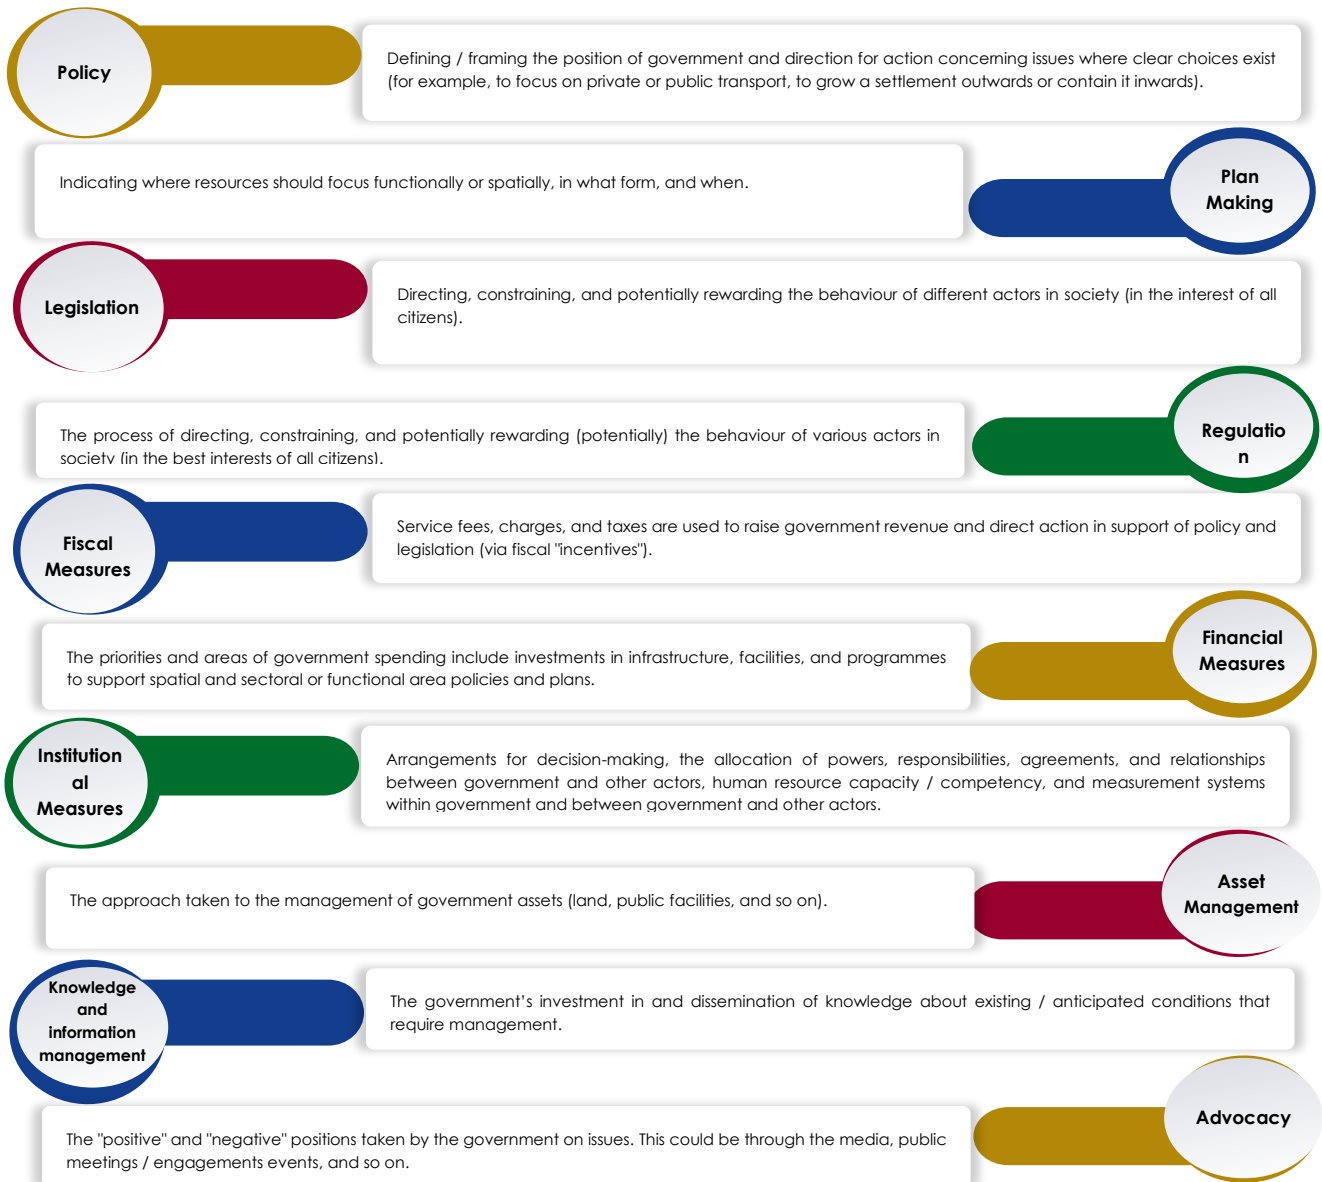 Policy
Defining / framing the position of government and direction for action concerning issues where clear choices exist
(for example, to focus on private or public transport, to grow a settlement outwards or contain it inwards).
Indicating where resources should focus functionally or spatially, in what form, and when.
Plan
Making
Legislation
Directing, constraining, and potentially rewarding the behaviour of different actors in society (in the interest of all
citizens).
The process of directing, constraining, and potentially rewarding (potentially) the behaviour of various actors in
society (in the best interests of all citizens).
Regulatio
n
Fiscal
Measures
Service fees, charges, and taxes are used to raise government revenue and direct action in support of policy and
legislation (via fiscal "incentives").
The priorities and areas of government spending include investments in infrastructure, facilities, and programmes
to support spatial and sectoral or functional area policies and plans.
Financial
Measures
Institution
al
Measures
Arrangements for decision-making, the allocation of powers, responsibilities, agreements, and relationships
between government and other actors, human resource capacity / competency, and measurement systems
within government and between government and other actors.
The approach taken to the management of government assets (land, public facilities, and so on).
Asset
Management
Knowledge
and
information
management
The government's investment in and dissemination of knowledge about existing / anticipated conditions that
require management.
The "positive" and "negative" positions taken by the government on issues. This could be through the media, public
meetings / engagements events, and so on.
Advocacy